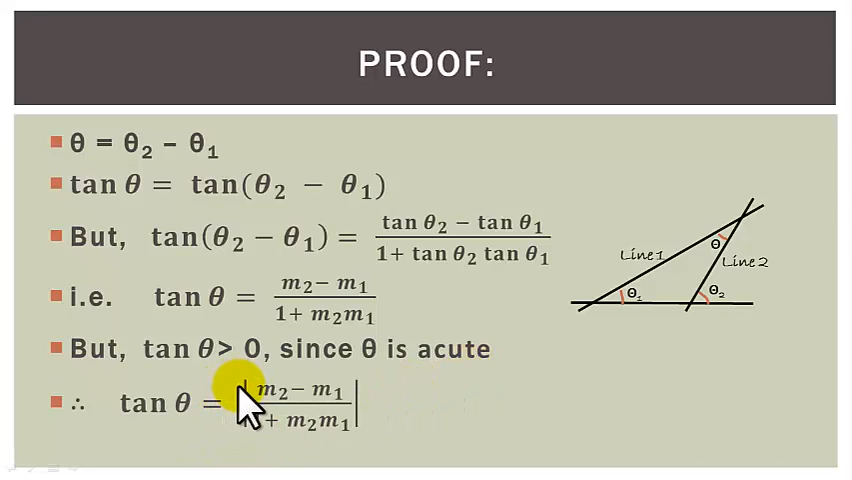 PROOF:
θ = θ₂ – θ₁
tan θ = tan(θ₂ − θ₁)
But, tan(θ₂ − θ₁) = (tan θ₂ − tan θ₁)/(1+ tan θ₂ tan θ₁)
i.e. tan θ = (m₂− m₁)/(1+ m₂m₁)
But, tan θ> 0, since θ is acute
∴ tan θ = |(m₂− m₁)/( + m₂m₁)|
Line 1
θ
Line 2
θ₁
θ₂